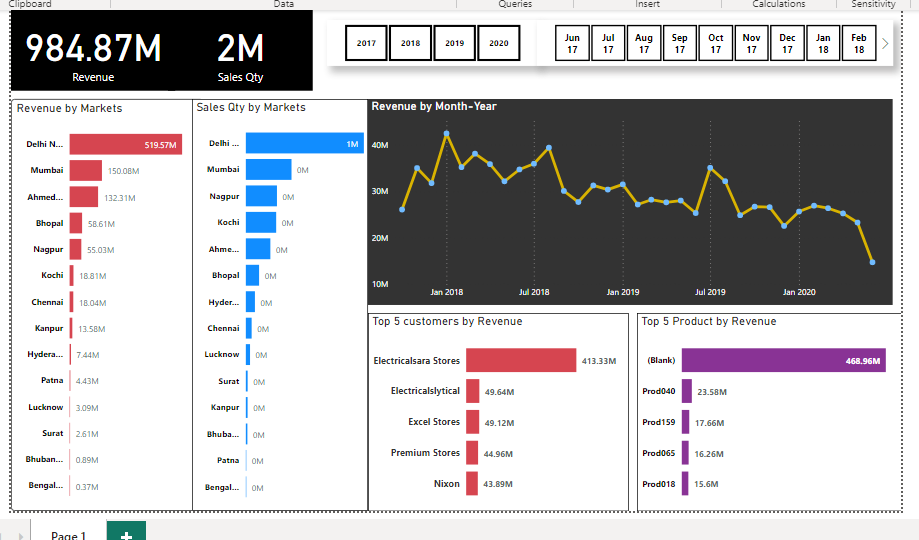 Clipboard Data Queries Insert Calculations Sensitivity
984.87M
Revenue
2M
Sales Qty
2017 2018 2019 2020
Jun 17 Jul 17 Aug 17 Sep 17 Oct 17 Nov 17 Dec 17 Jan 18 Feb 18
Revenue by Markets
Delhi N... 519.57M
Mumbai 150.08M
Ahmed... 132.31M
Bhopal 58.61M
Nagpur 55.03M
Kochi 18.81M
Chennai 18.04M
Kanpur 13.58M
Hydera... 7.44M
Patna 4.43M
Lucknow 3.09M
Surat 2.61M
Bhuban... 0.89M
Bengal... 0.37M
Sales Qty by Markets
Delhi ... 1M
Mumbai 0M
Nagpur 0M
Kochi 0M
Ahme... 0M
Bhopal 0M
Hyder... 0M
Chennai 0M
Lucknow 0M
Surat 0M
Kanpur 0M
Bhuba... 0M
Patna 0M
Bengal... 0M
Revenue by Month-Year
40M
30M
20M
10M
Jan 2018 Jul 2018 Jan 2019 Jul 2019 Jan 2020
Top 5 customers by Revenue
Electricalsara Stores 413.33M
Electricalslytical 49.64M
Excel Stores 49.12M
Premium Stores 44.96M
Nixon 43.89M
Top 5 Product by Revenue
(Blank) 468.96M
Prod040 23.58M
Prod159 17.66M
Prod065 16.26M
Prod018 15.6M
Page 1 +